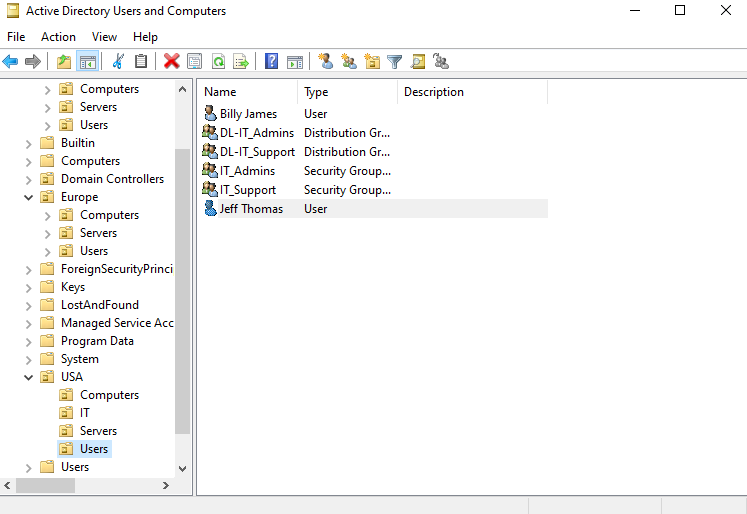 Active Directory Users and Computers
File Action View Help
Computers
Servers
Users
Builtin
Computers
Domain Controllers
Europe
Computers
Servers
Users
ForeignSecurityPrinci
Keys
LostAndFound
Managed Service Acc
Program Data
System
USA
Computers
IT
Servers
Users
Users
Name Type Description
Billy James User
DL-IT_Admins Distribution Gr...
DL-IT_Support Distribution Gr...
IT_Admins Security Group...
IT_Support Security Group...
Jeff Thomas User